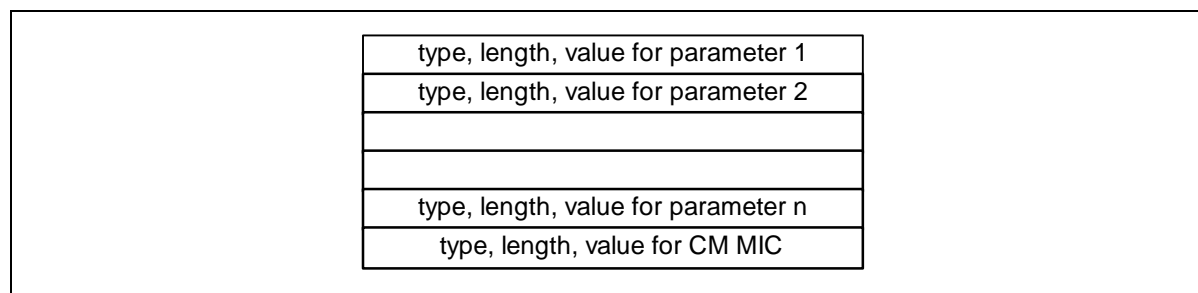 type, length, value for parameter 1
type, length, value for parameter 2
type, length, value for parameter n
type, length, value for CM MIC